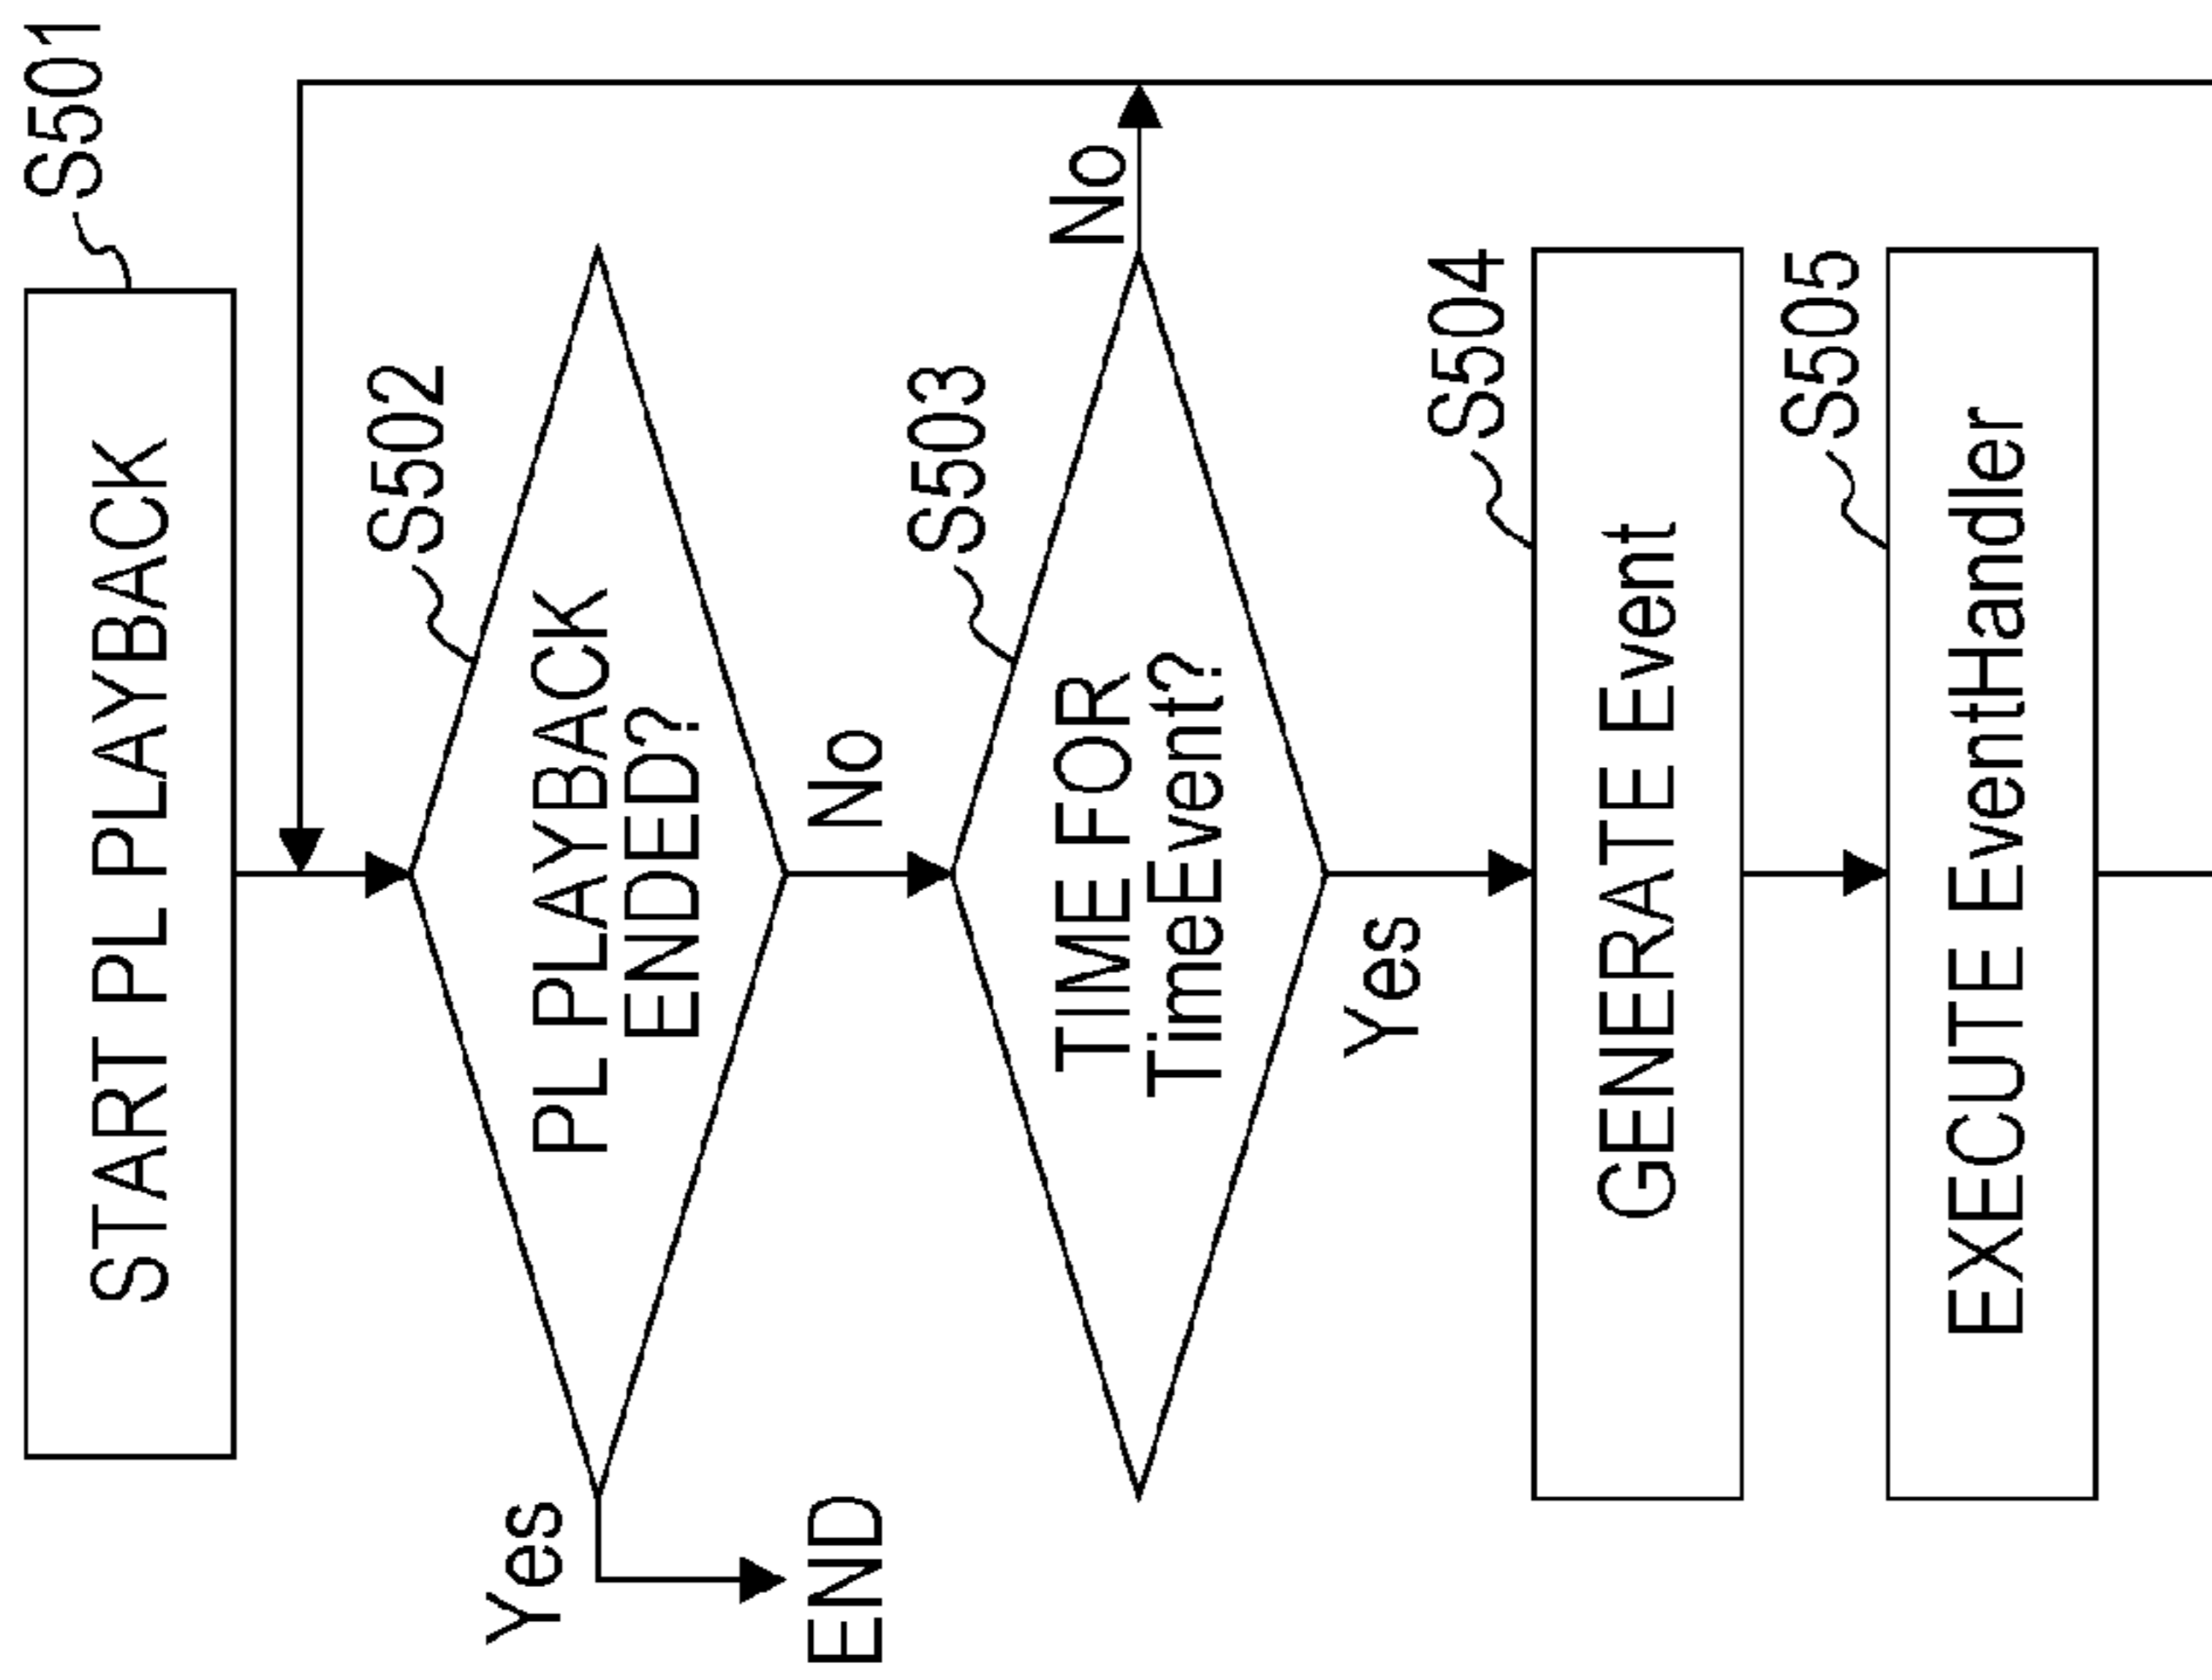 S501
START PL PLAYBACK
S502
PL PLAYBACK
ENDED?
Yes
No
END
S503
TIME FOR
TimeEvent?
No
Yes
S504
GENERATE Event
S505
EXECUTE EventHandler